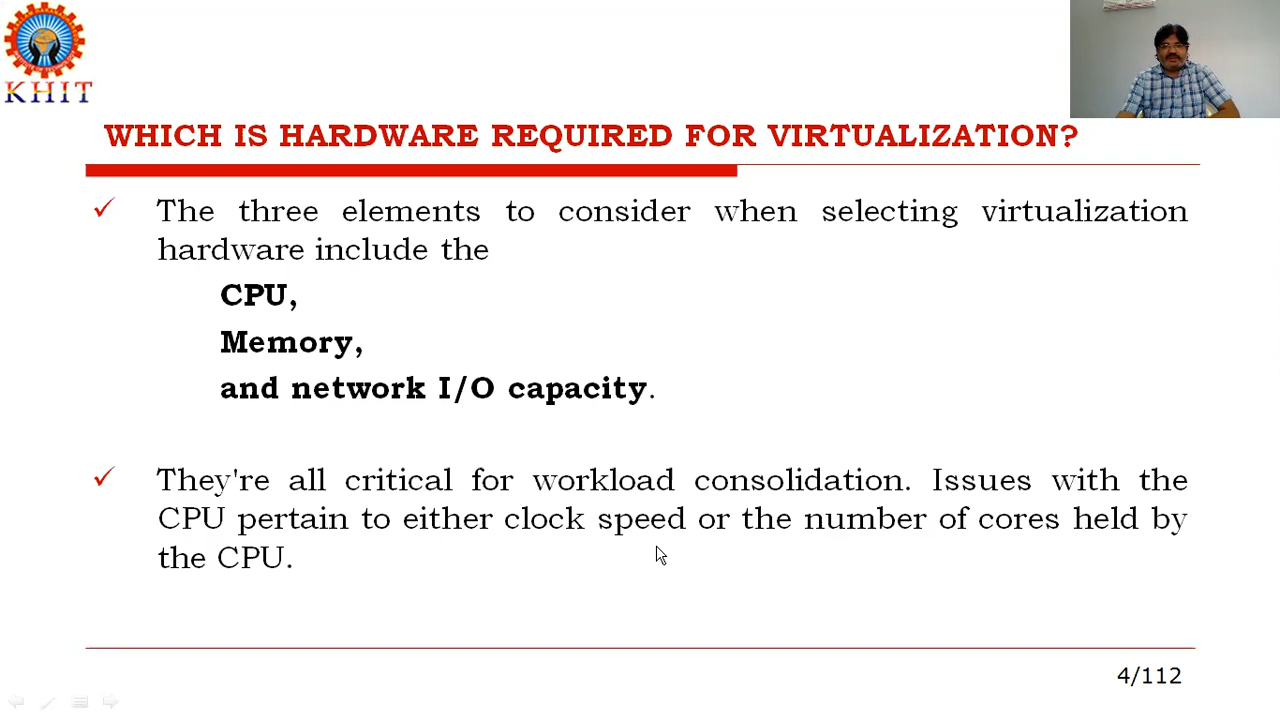 KHIT
WHICH IS HARDWARE REQUIRED FOR VIRTUALIZATION?
The three elements to consider when selecting virtualization
hardware include the
CPU,
Memory,
and network I/O capacity.
They're all critical for workload consolidation. Issues with the
CPU pertain to either clock speed or the number of cores held by
the CPU.
4/112